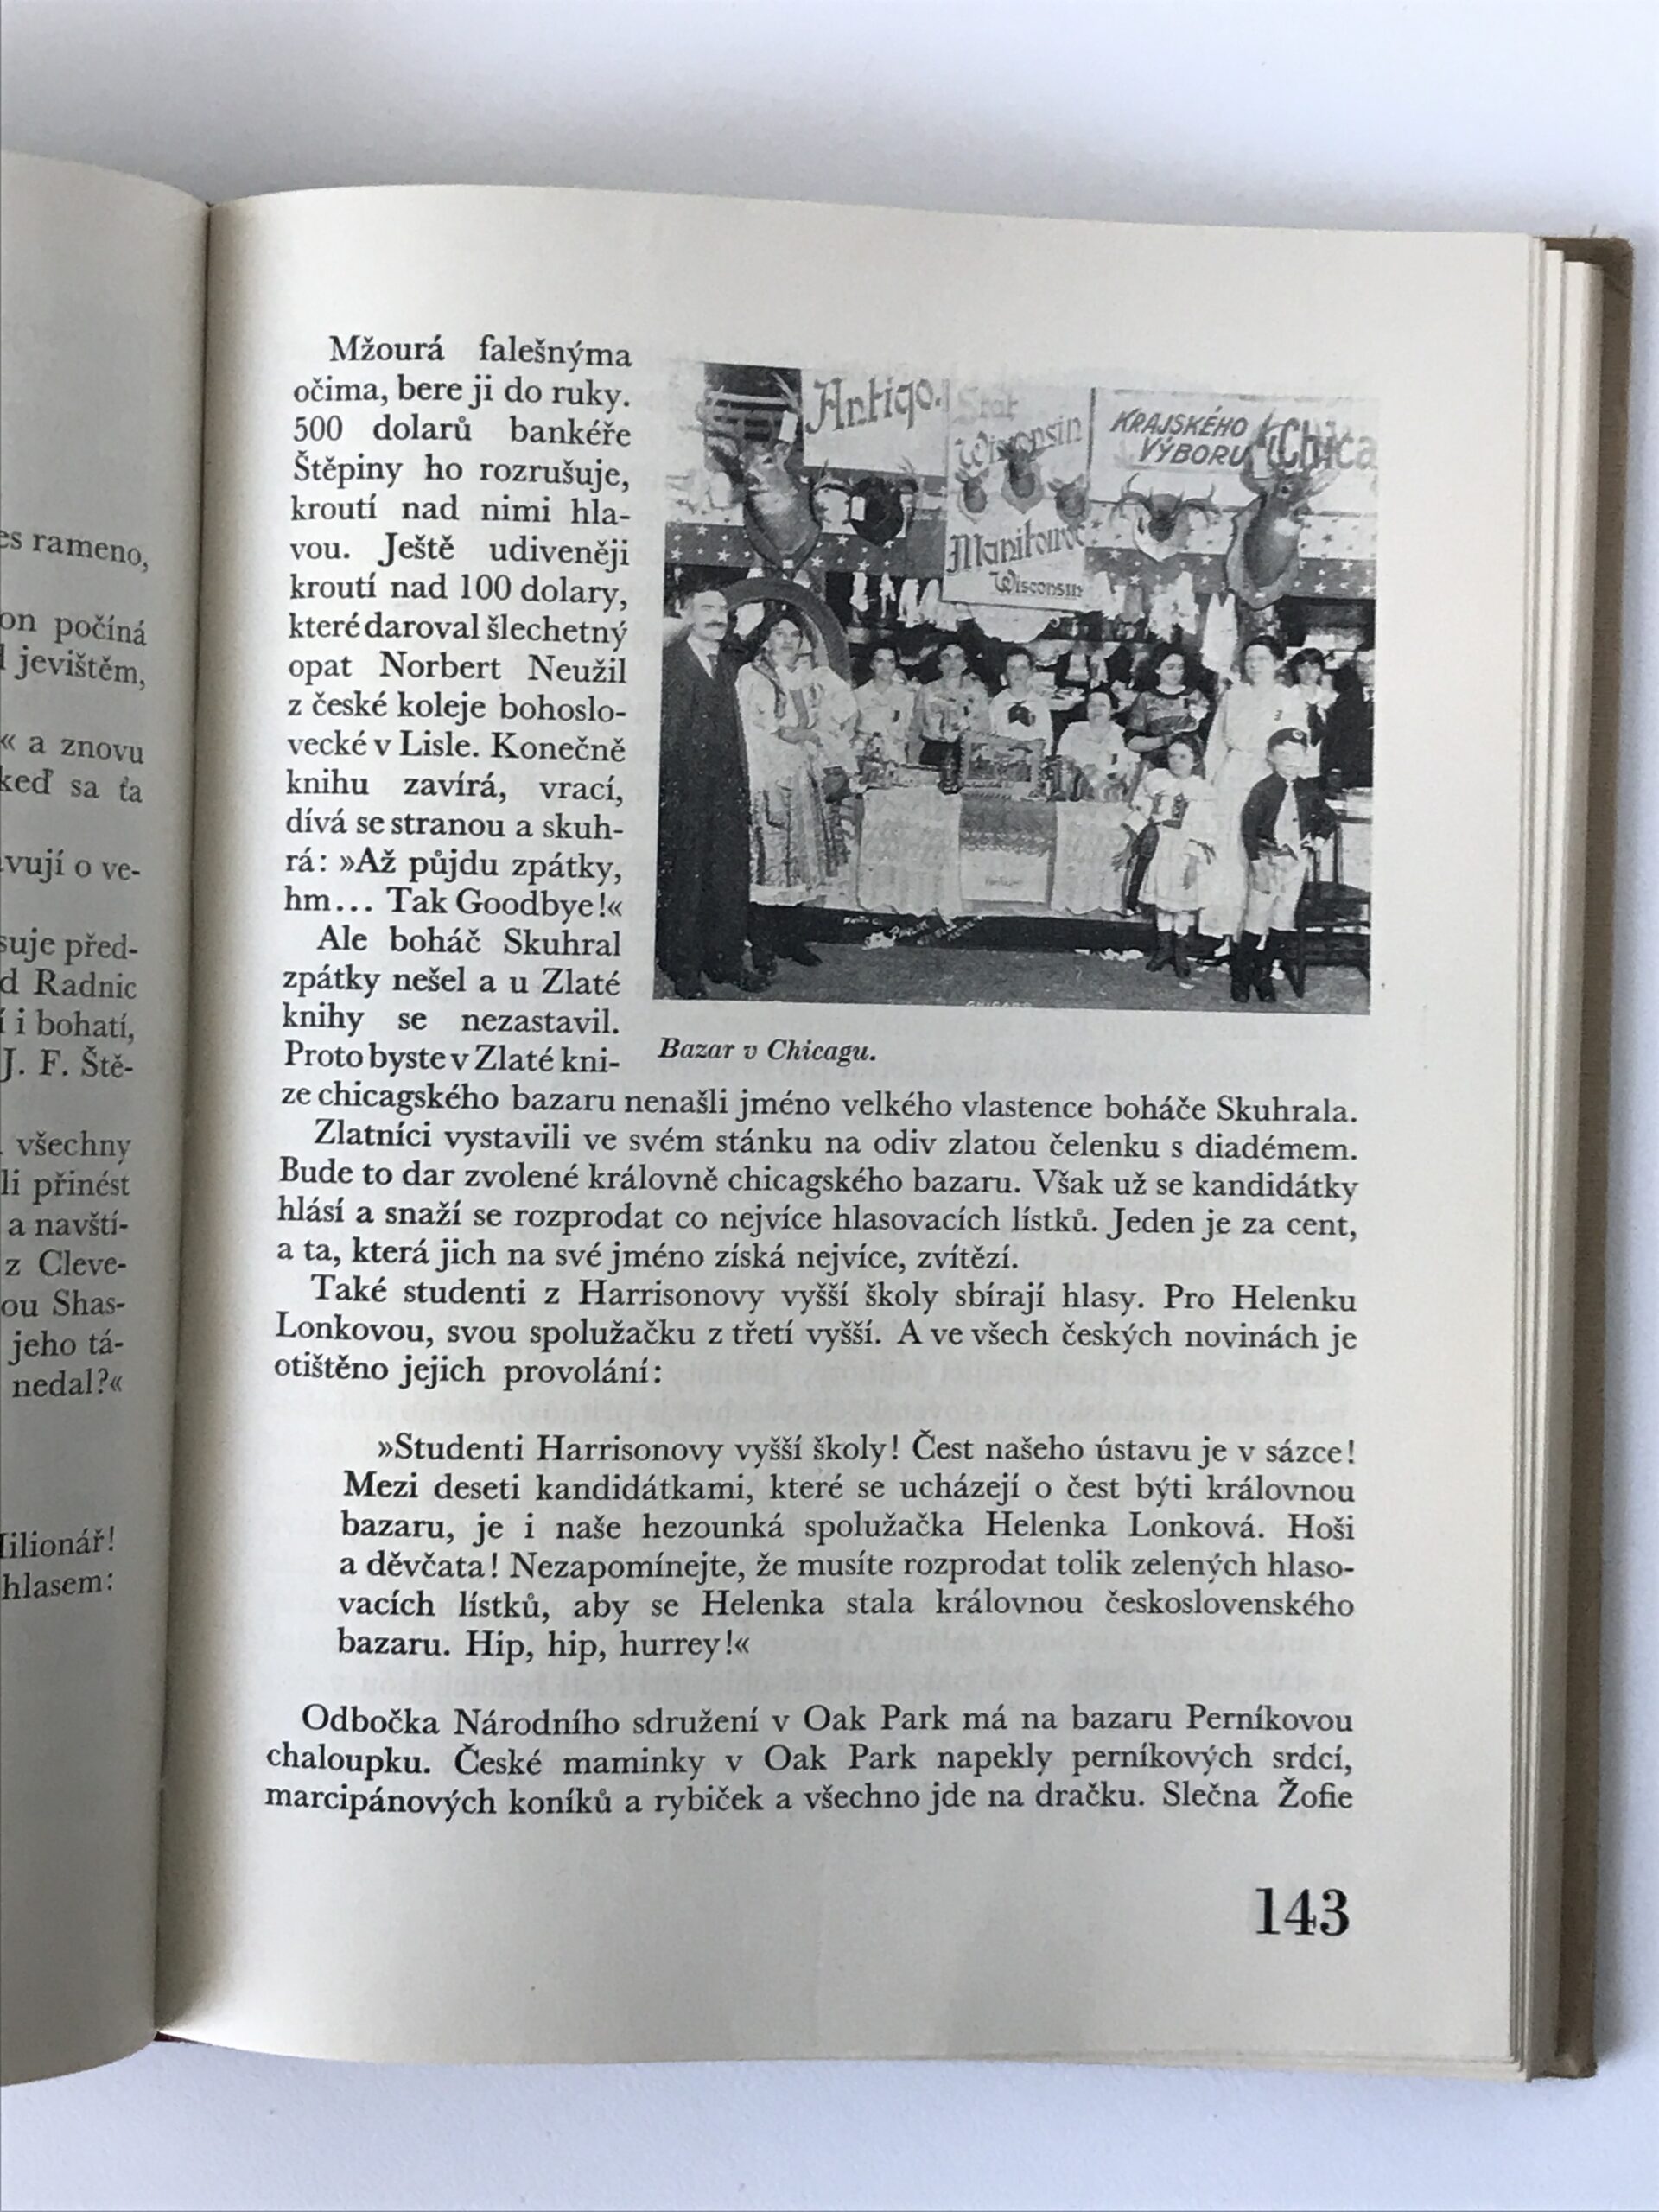 es rameno,
on počíná
jevištěm,
« a znovu
keď sa ťa
vují o ve-
suje před-
d Radnic
í i bohatí,
J. F. Ště-
všechny
li přinést
a navští-
z Cleve-
ou Shas-
jeho tá-
nedal?«
Milionář!
hlasem:
Mžourá falešnýma
očima, bere ji do ruky.
500 dolarů bankéře
Štěpiny ho rozrušuje,
kroutí nad nimi hla-
vou. Ještě udiveněji
kroutí nad 100 dolary,
které daroval šlechetný
opat Norbert Neužil
z české koleje bohoslo-
vecké v Lisle. Konečně
knihu zavírá, vrací,
dívá se stranou a skuh-
rá: »Až půjdu zpátky,
hm... Tak Goodbye!«
Ale boháč Skuhral
zpátky nešel a u Zlaté
knihy se nezastavil.
Proto byste v Zlaté kni-
Antigo.
Stat
Wisconsin
KRAJSKÉHO
VÝBORU
Chica
Manitowoc
Wisconsin
CHICAGO
Bazar v Chicagu.
ze chicagského bazaru nenašli jméno velkého vlastence boháče Skuhrala.
Zlatníci vystavili ve svém stánku na odiv zlatou čelenku s diadémem.
Bude to dar zvolené královně chicagského bazaru. Však už se kandidátky
hlásí a snaží se rozprodat co nejvíce hlasovacích lístků. Jeden je za cent,
a ta, která jich na své jméno získá nejvíce, zvítězí.
Také studenti z Harrisonovy vyšší školy sbírají hlasy. Pro Helenku
Lonkovou, svou spolužačku z třetí vyšší. A ve všech českých novinách je
otištěno jejich provolání:
»Studenti Harrisonovy vyšší školy! Čest našeho ústavu je v sázce!
Mezi deseti kandidátkami, které se ucházejí o čest býti královnou
bazaru, je i naše hezounká spolužačka Helenka Lonková. Hoši
a děvčata! Nezapomínejte, že musíte rozprodat tolik zelených hlaso-
vacích lístků, aby se Helenka stala královnou československého
bazaru. Hip, hip, hurrey!«
Odbočka Národního sdružení v Oak Park má na bazaru Perníkovou
chaloupku. České maminky v Oak Park napekly perníkových srdcí,
marcipánových koníků a rybiček a všechno jde na dračku. Slečna Žofie
143